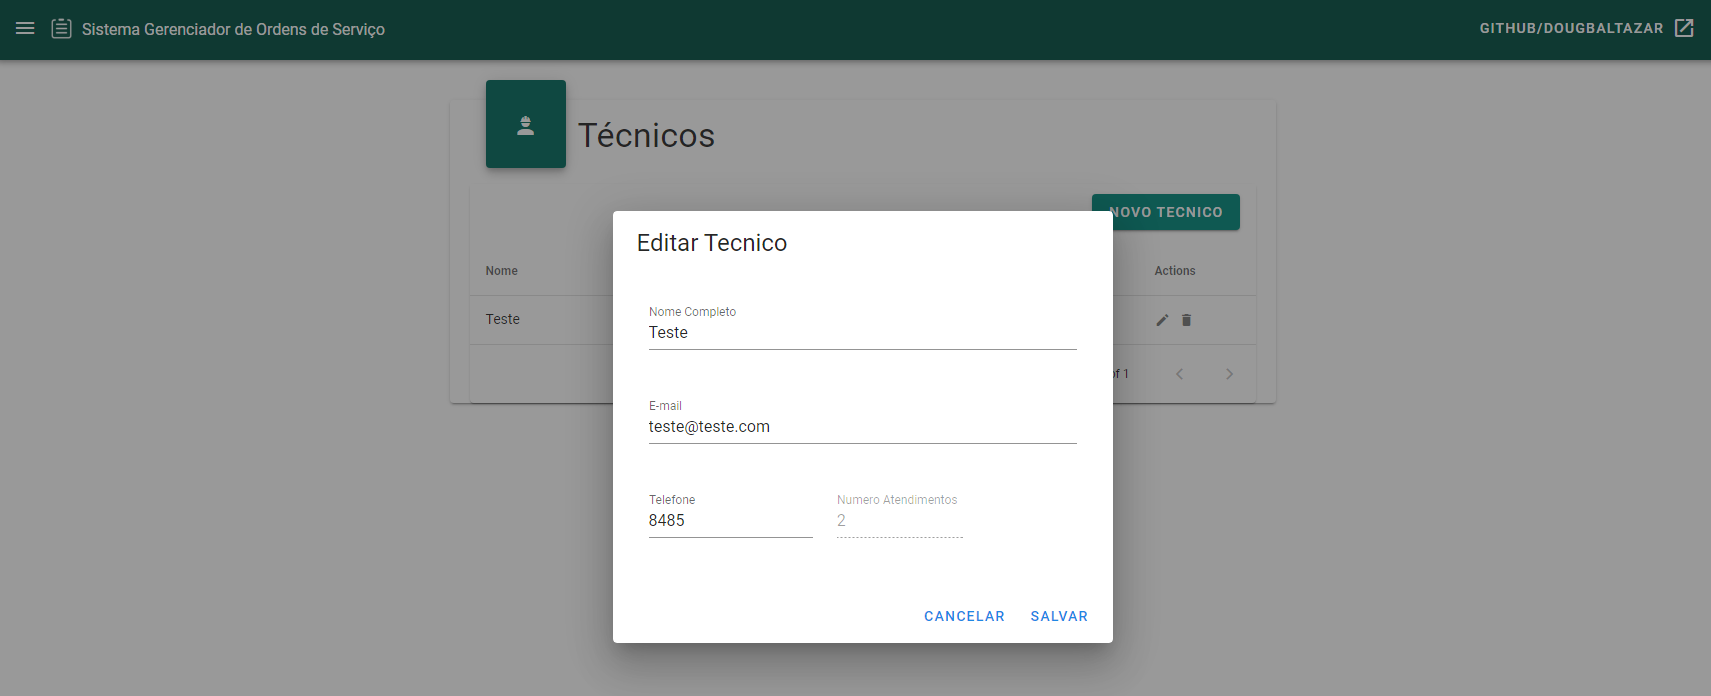 Sistema Gerenciador de Ordens de Serviço
GITHUB/DOUGBALTAZAR
Técnicos
NOVO TECNICO
Nome
Actions
Teste
of 1
Editar Tecnico
Nome Completo
Teste
E-mail
teste@teste.com
Telefone
Numero Atendimentos
8485
2
CANCELAR
SALVAR